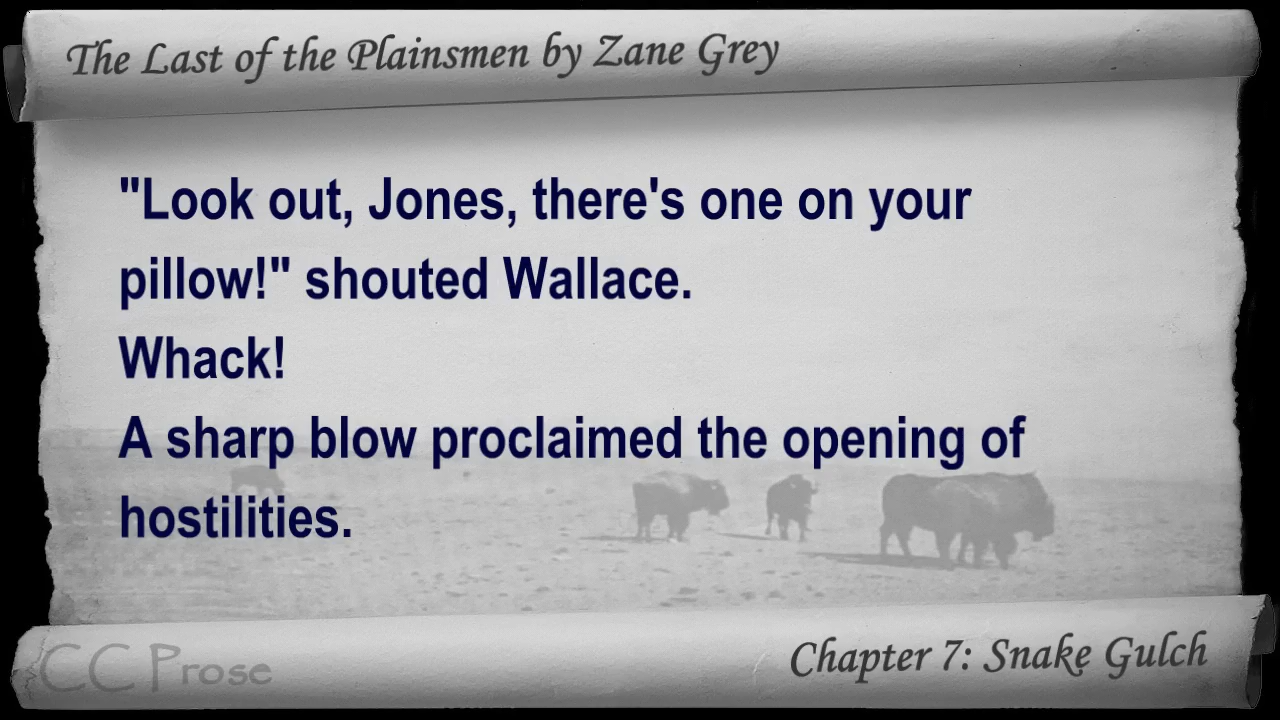 The Last of the Plainsmen by Zane Grey
"Look out, Jones, there's one on your
pillow!" shouted Wallace.
Whack!
A sharp blow proclaimed the opening of
hostilities.
CC Prose
Chapter 7: Snake Gulch